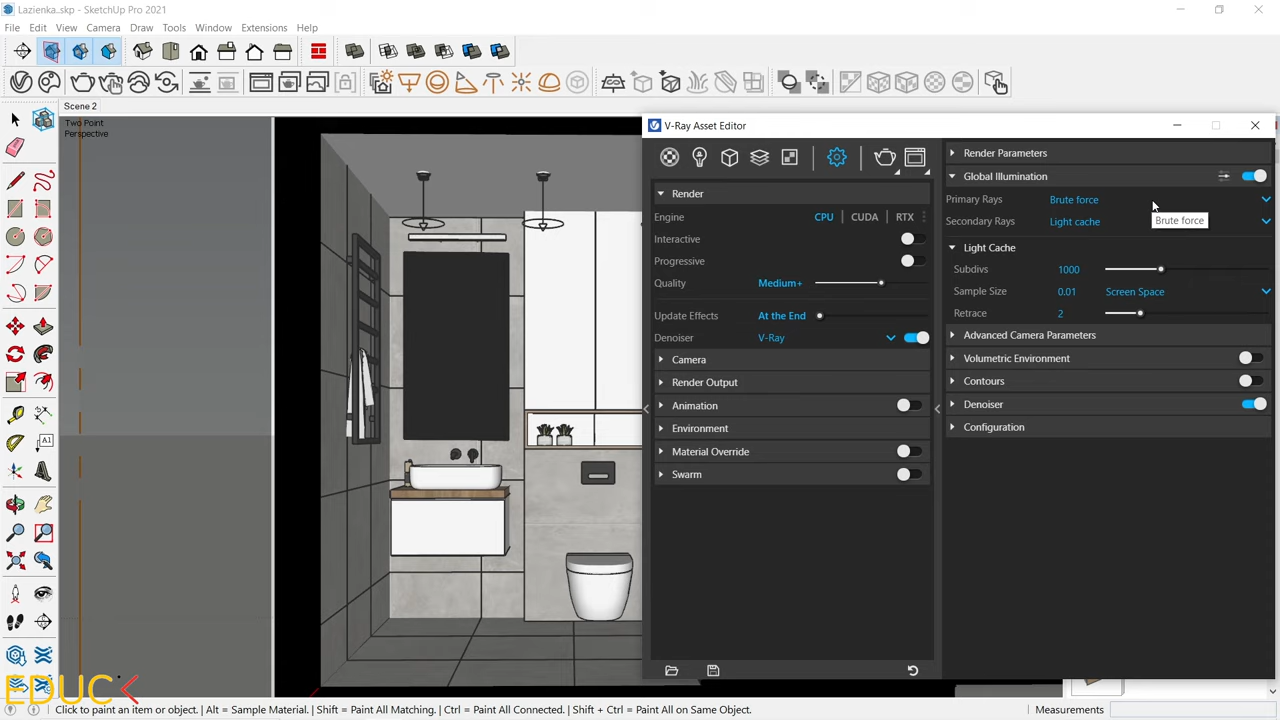 Lazienka_.skp - SketchUp Pro 2021
File Edit View Camera Draw Tools Window Extensions Help
Scene 2
Two Point
Perspective
V-Ray Asset Editor
Render
Engine CPU CUDA RTX
Interactive
Progressive
Quality Medium+
Update Effects At the End
Denoiser V-Ray
Camera
Render Output
Animation
Environment
Material Override
Swarm
Render Parameters
Global Illumination
Primary Rays Brute force
Secondary Rays Light cache
Brute force
Light Cache
Subdivs 1000
Sample Size 0.01 Screen Space
Retrace 2
Advanced Camera Parameters
Volumetric Environment
Contours
Denoiser
Configuration
A1
EDUC
Click to paint an item or object. | Alt = Sample Material. | Shift = Paint All Matching. | Ctrl = Paint All Connected. | Shift + Ctrl = Paint All on Same Object.
Measurements